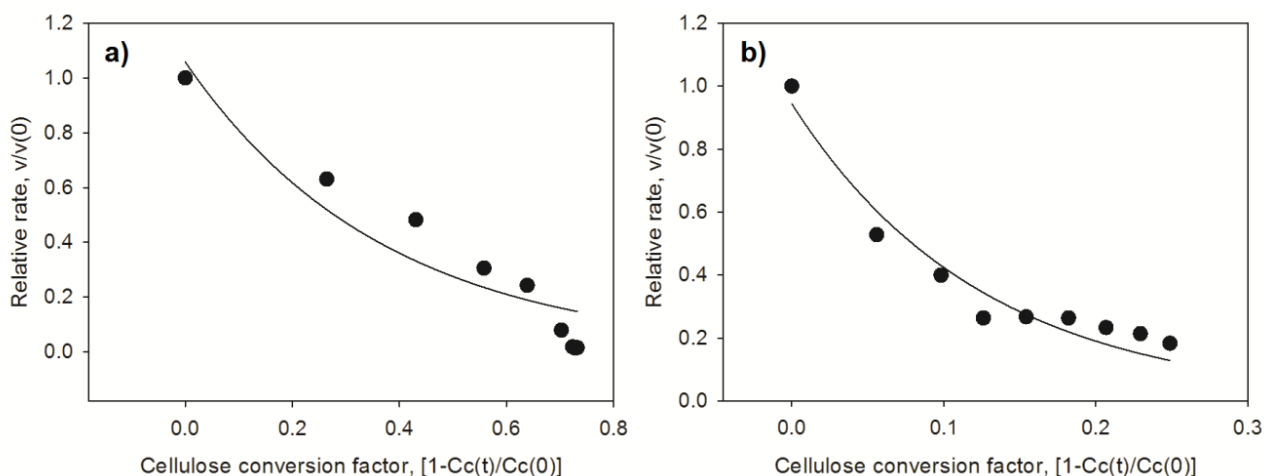 a)
Relative rate, v/v(0)
1.2
1.0
0.8
0.6
0.4
0.2
0.0
0.0 0.2 0.4 0.6 0.8
Cellulose conversion factor, [1-Cc(t)/Cc(0)]
b)
Relative rate, v/v(0)
1.2
1.0
0.8
0.6
0.4
0.2
0.0
0.0 0.1 0.2 0.3
Cellulose conversion factor, [1-Cc(t)/Cc(0)]